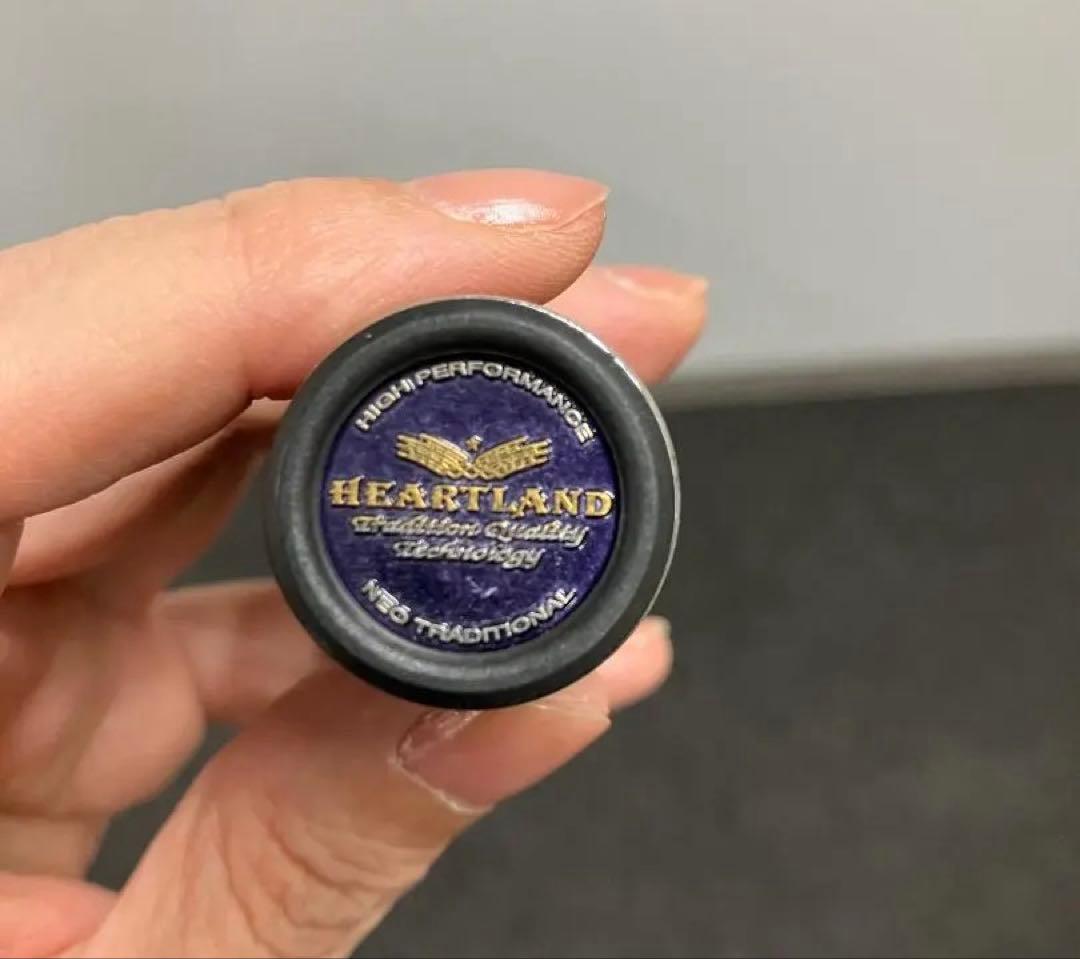 HIGH PERFORMANCE
HEARTLAND
Tradition Quality
Technology
NEO TRADITIONAL